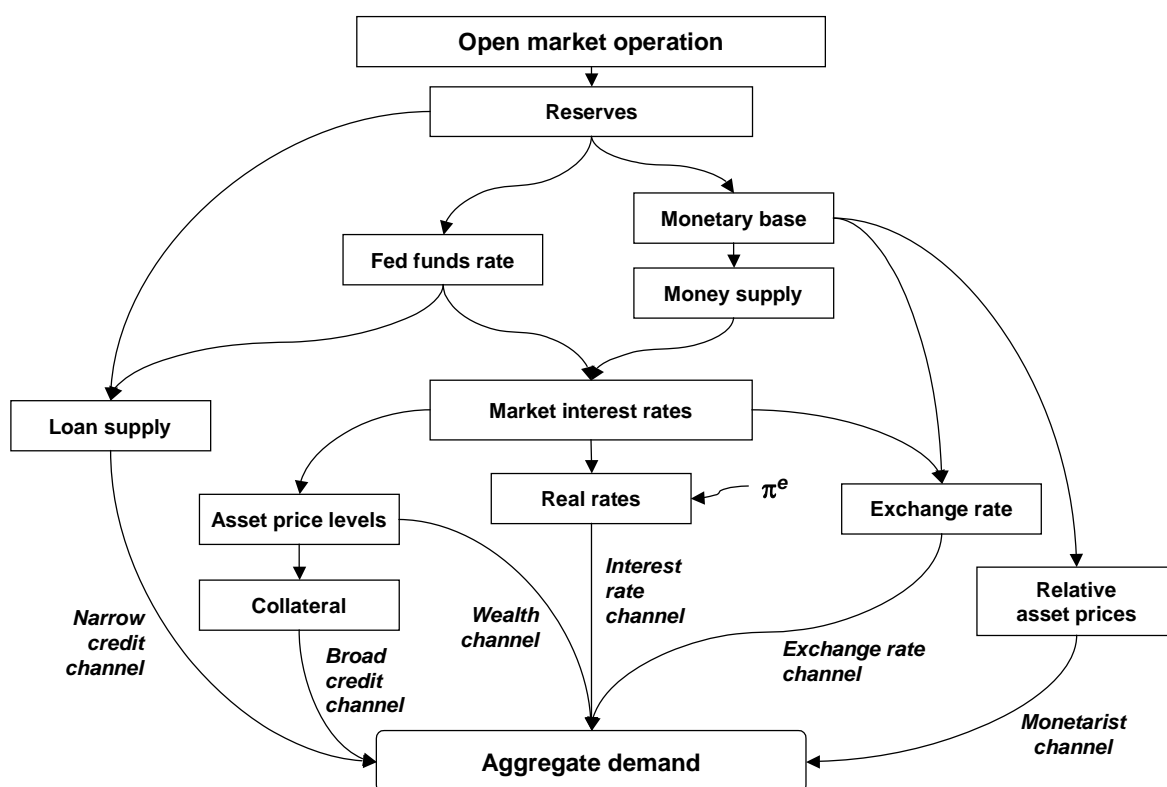 Open market operation
Reserves
Monetary base
Fed funds rate
Money supply
Market interest rates
Loan supply
Real rates
πe
Asset price levels
Exchange rate
Collateral
Interest
rate
channel
Relative
asset prices
Narrow
credit
channel
Wealth
channel
Broad
credit
channel
Exchange rate
channel
Monetarist
channel
Aggregate demand